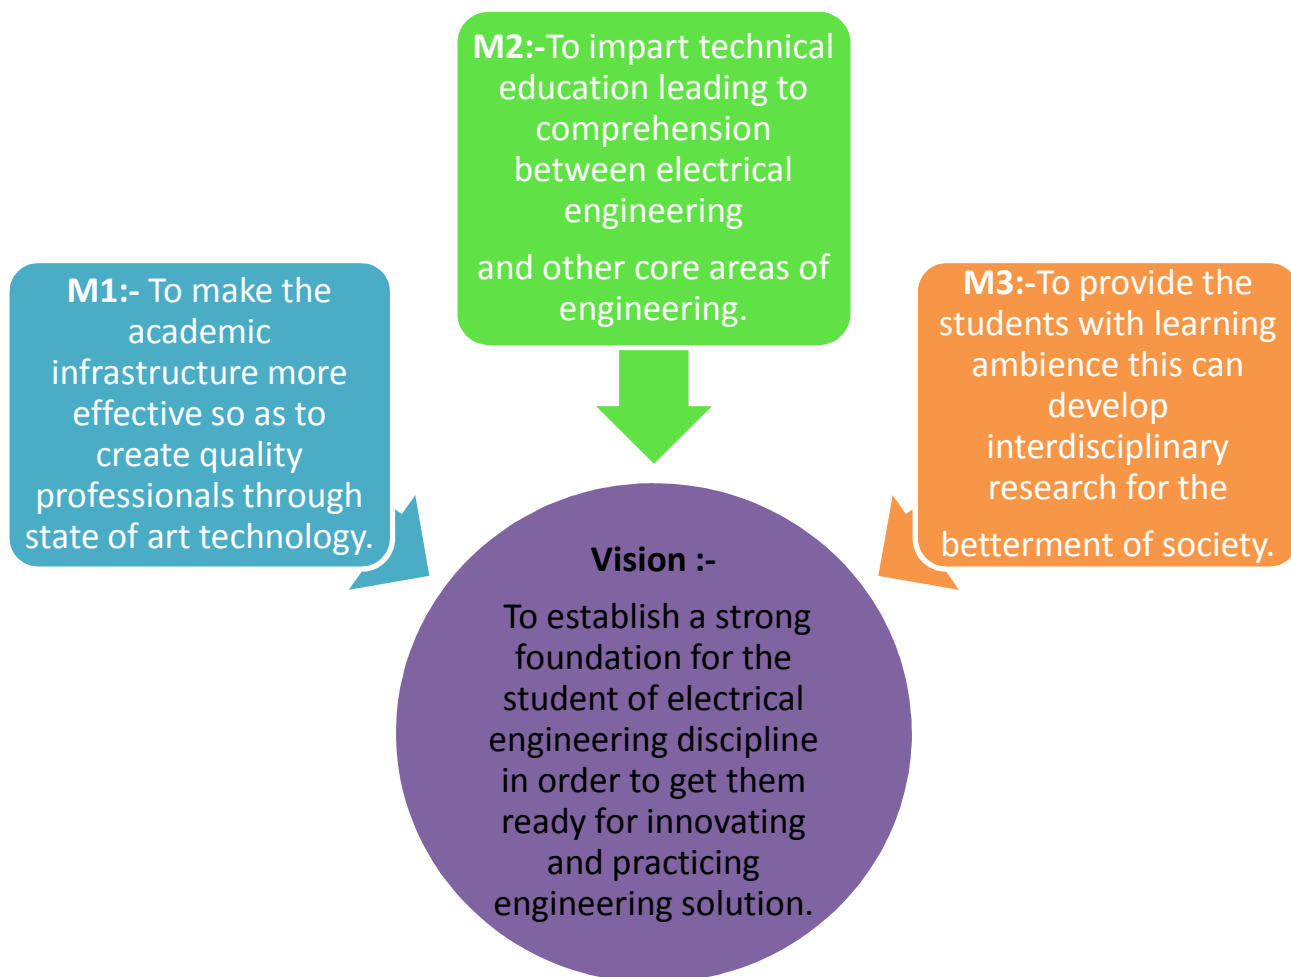 M1:- To make the
academic
infrastructure more
effective so as to
create quality
professionals through
state of art technology.
M2:-To impart technical
education leading to
comprehension
between electrical
engineering
and other core areas of
engineering.
M3:-To provide the
students with learning
ambience this can
develop
interdisciplinary
research for the
betterment of society.
Vision :-
To establish a strong
foundation for the
student of electrical
engineering discipline
in order to get them
ready for innovating
and practicing
engineering solution.